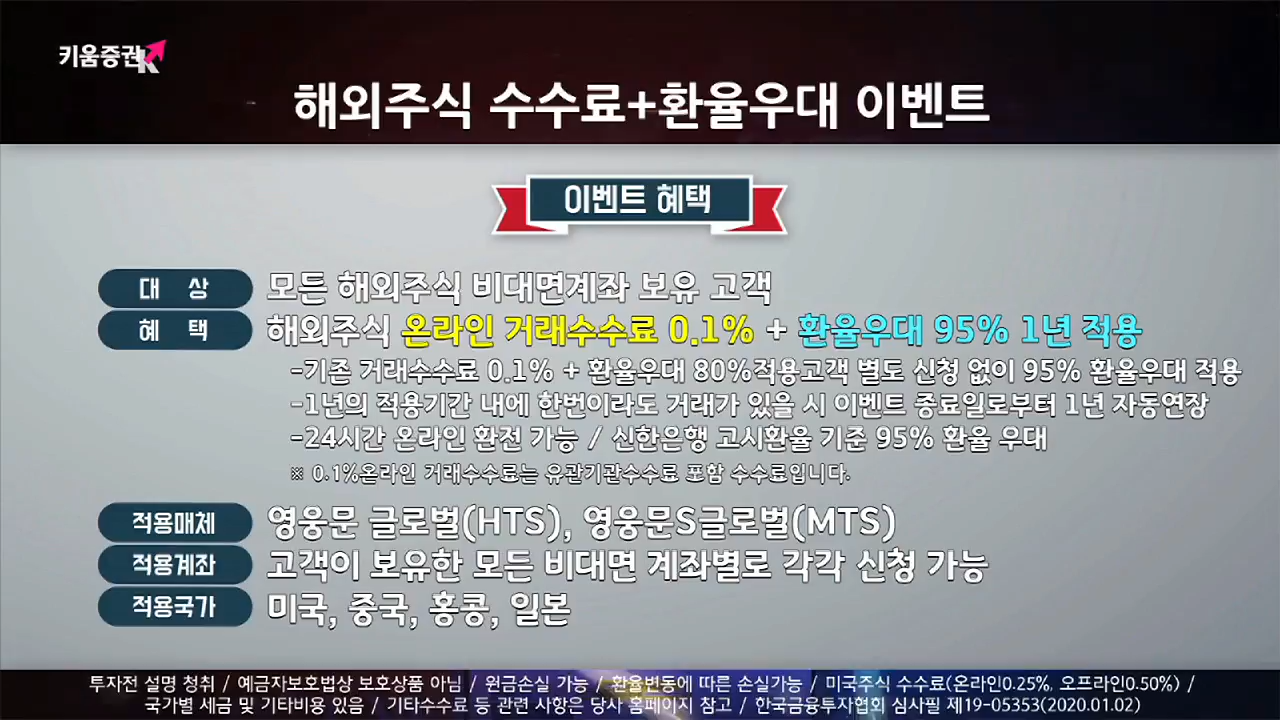 키움증권
해외주식 수수료+환율우대 이벤트
이벤트 혜택
대 상 모든 해외주식 비대면계좌 보유 고객
혜 택 해외주식 온라인 거래수수료 0.1% + 환율우대 95% 1년 적용
-기존 거래수수료 0.1% + 환율우대 80%적용고객 별도 신청 없이 95% 환율우대 적용
-1년의 적용기간 내에 한번이라도 거래가 있을 시 이벤트 종료일로부터 1년 자동연장
-24시간 온라인 환전 가능 / 신한은행 고시환율 기준 95% 환율 우대
※ 0.1%온라인 거래수수료는 유관기관수수료 포함 수수료입니다.
적용매체 영웅문 글로벌(HTS), 영웅문S글로벌(MTS)
적용계좌 고객이 보유한 모든 비대면 계좌별로 각각 신청 가능
적용국가 미국, 중국, 홍콩, 일본
투자전 설명 청취 / 예금자보호법상 보호상품 아님 / 원금손실 가능 / 환율변동에 따른 손실가능 / 미국주식 수수료(온라인0.25%, 오프라인0.50%) /
국가별 세금 및 기타비용 있음 / 기타수수료 등 관련 사항은 당사 홈페이지 참고 / 한국금융투자협회 심사필 제19-05353(2020.01.02)